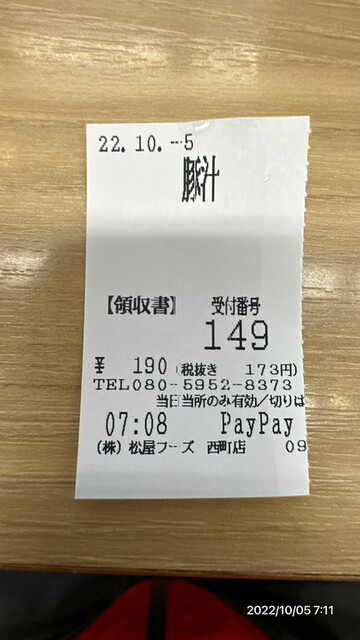 22.10.-5
豚汁
【領収書】 受付番号
149
¥ 190(税抜き 173円)
TEL080-5952-8373
当日当所のみ有効/切りは
07:08 PayPay
(株)松屋フーズ 西町店 09
2022/10/05 7:11